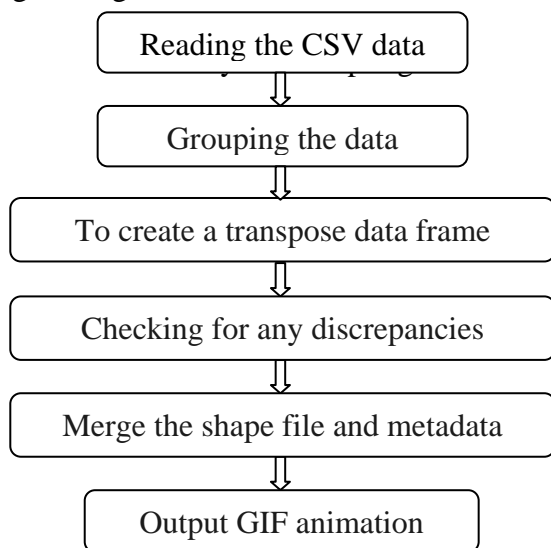 Reading the CSV data
Grouping the data
To create a transpose data frame
Checking for any discrepancies
Merge the shape file and metadata
Output GIF animation